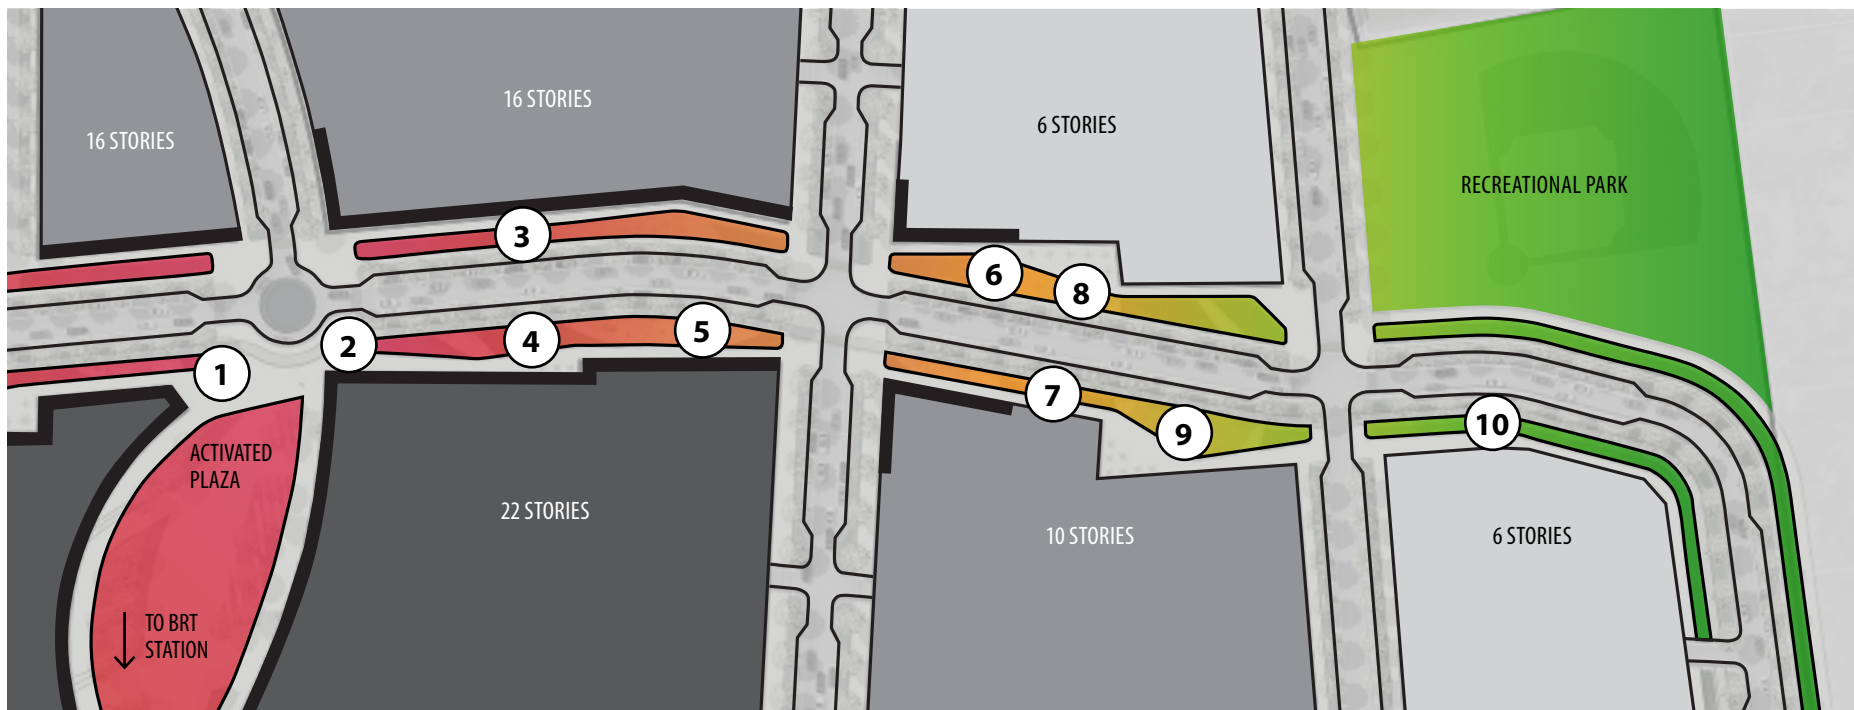 16 STORIES
16 STORIES
6 STORIES
RECREATIONAL PARK
3
6
8
2
4
5
1
7
9
10
ACTIVATED
PLAZA
22 STORIES
10 STORIES
6 STORIES
TO BRT
STATION